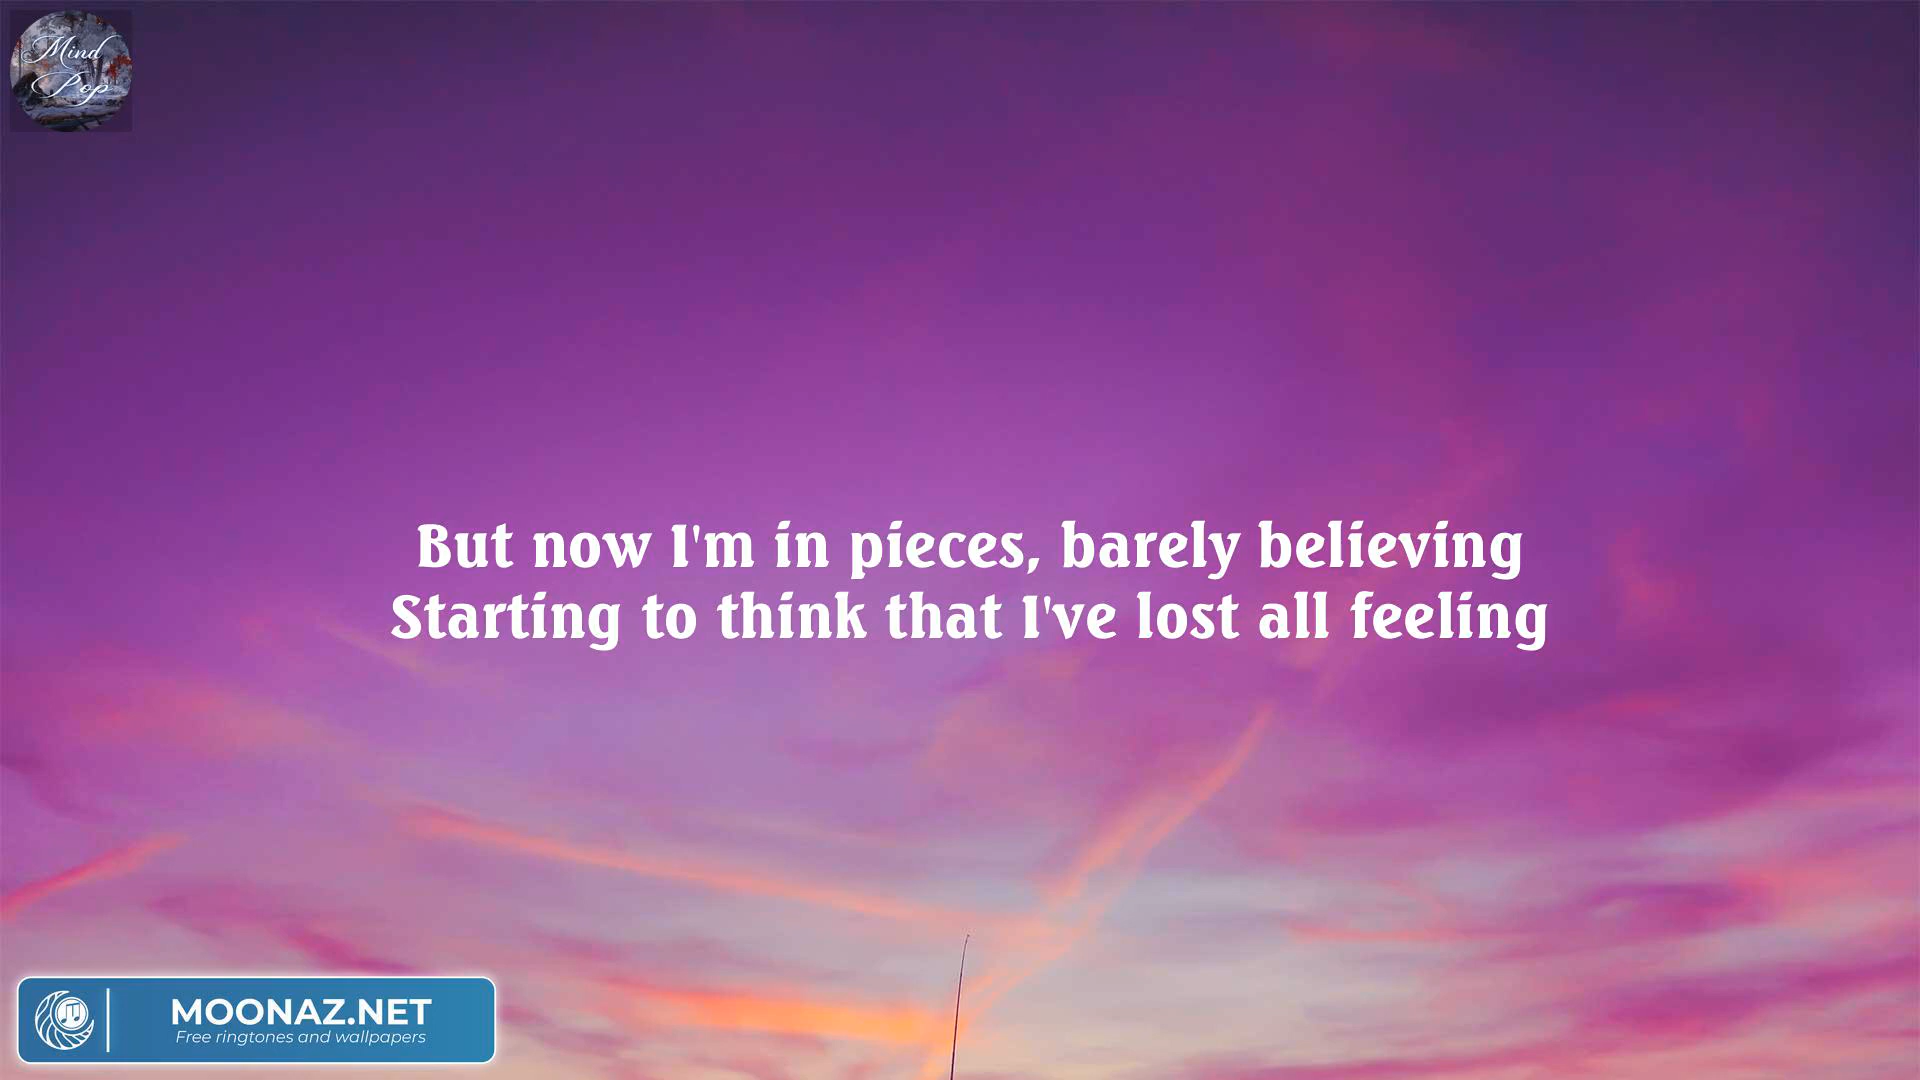 Mind
Pop
But now I'm in pieces, barely believing
Starting to think that I've lost all feeling
MOONAZ.NET
Free ringtones and wallpapers